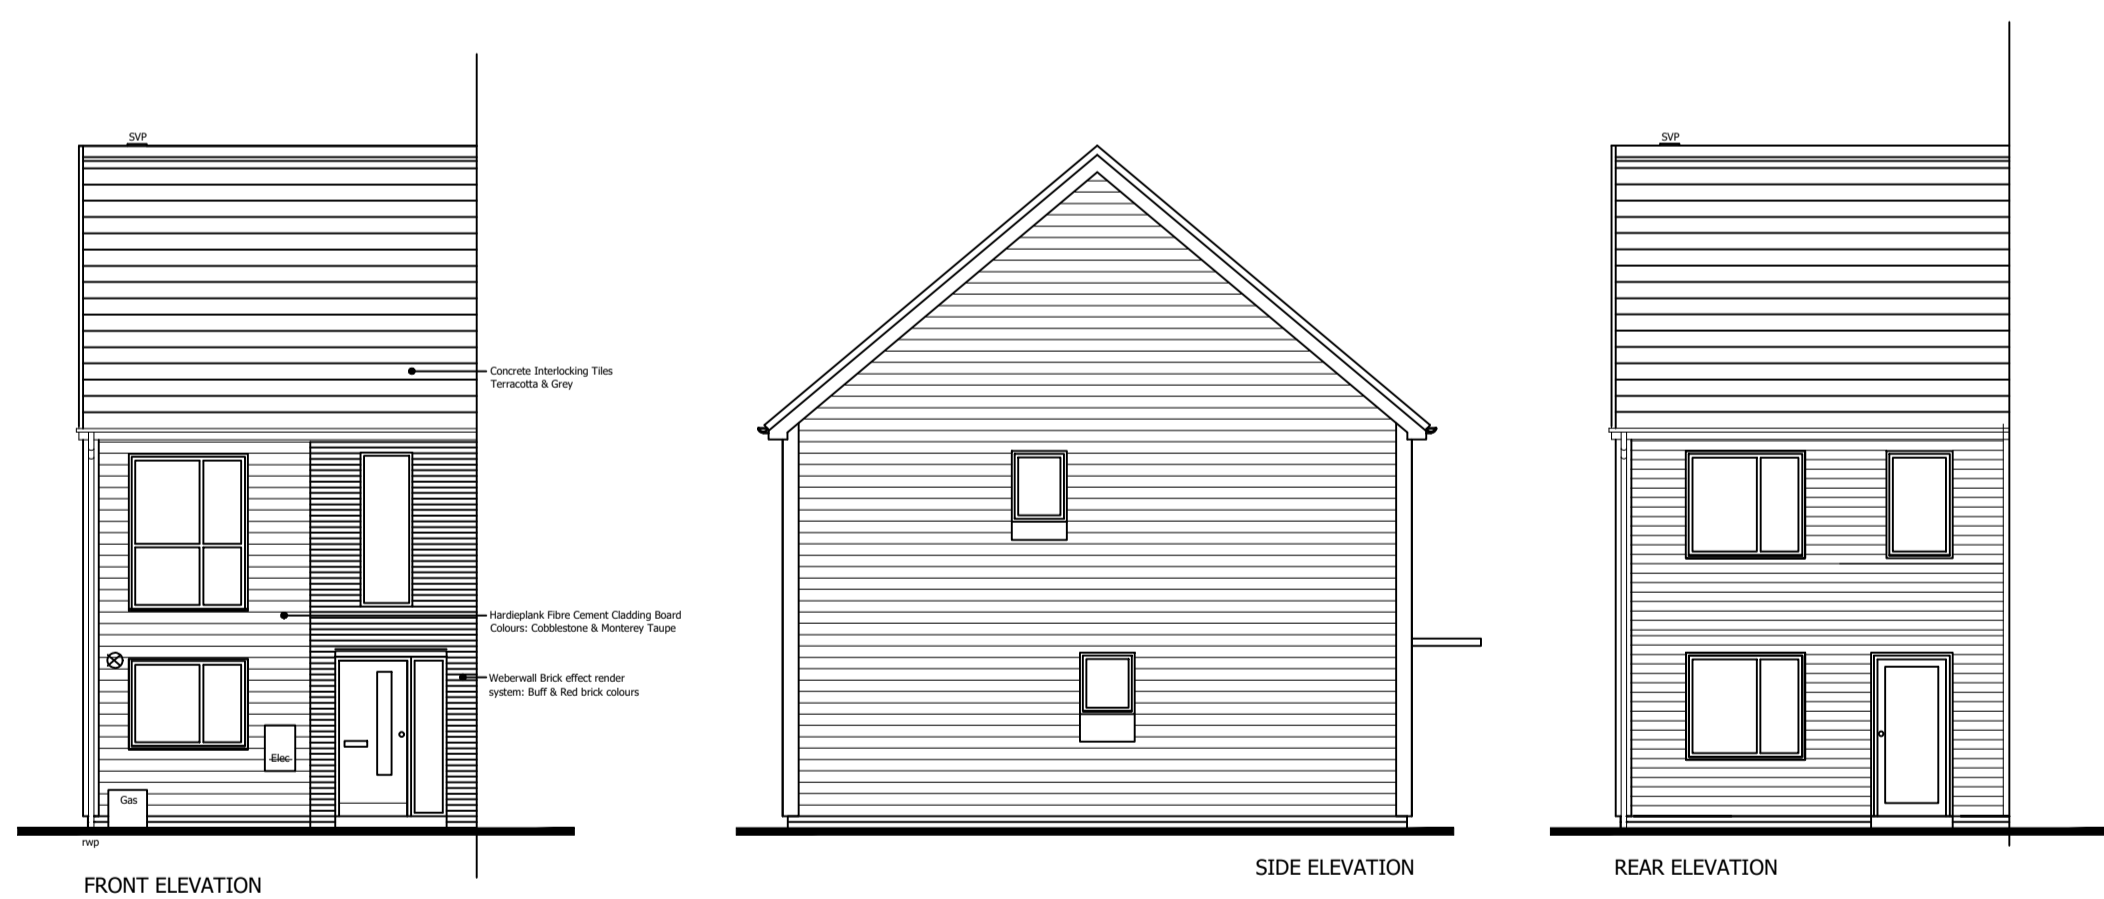 SVP
Concrete Interlocking Tiles
Terracotta & Grey
Hardieplank Fibre Cement Cladding Board
Colours: Cobblestone & Monterey Taupe
Weberwall Brick effect render
system: Buff & Red brick colours
Elec
Gas
rwp
FRONT ELEVATION
SIDE ELEVATION
SVP
REAR ELEVATION